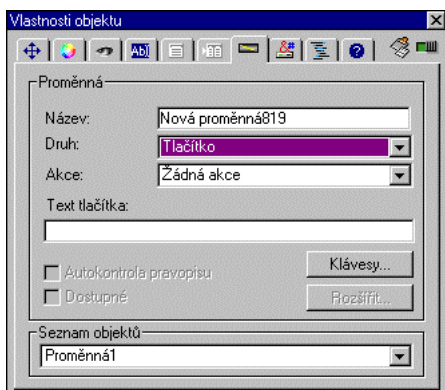 Vlastnosti objektu
Proměnná
Název: Nová proměnná819
Druh: Tlačítko
Akce: Žádná akce
Text tlačítka:
Klávesy...
Autokontrola pravopisu
Dostupné
Rozšířit...
Seznam objektů
Proměnná1